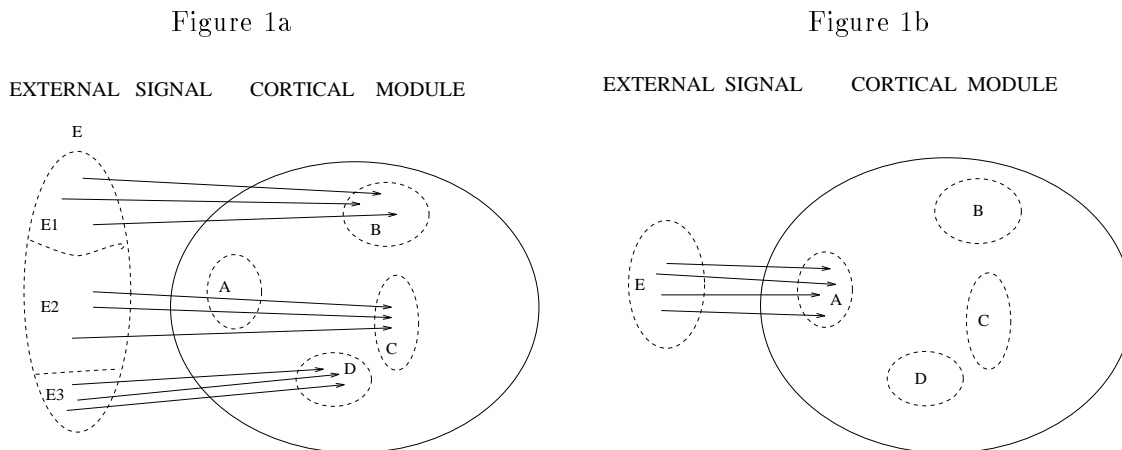 Figure 1a
EXTERNAL SIGNAL CORTICAL MODULE
E
E1
B
A
E2
C
D
E3
Figure 1b
EXTERNAL SIGNAL CORTICAL MODULE
B
E
A
C
D